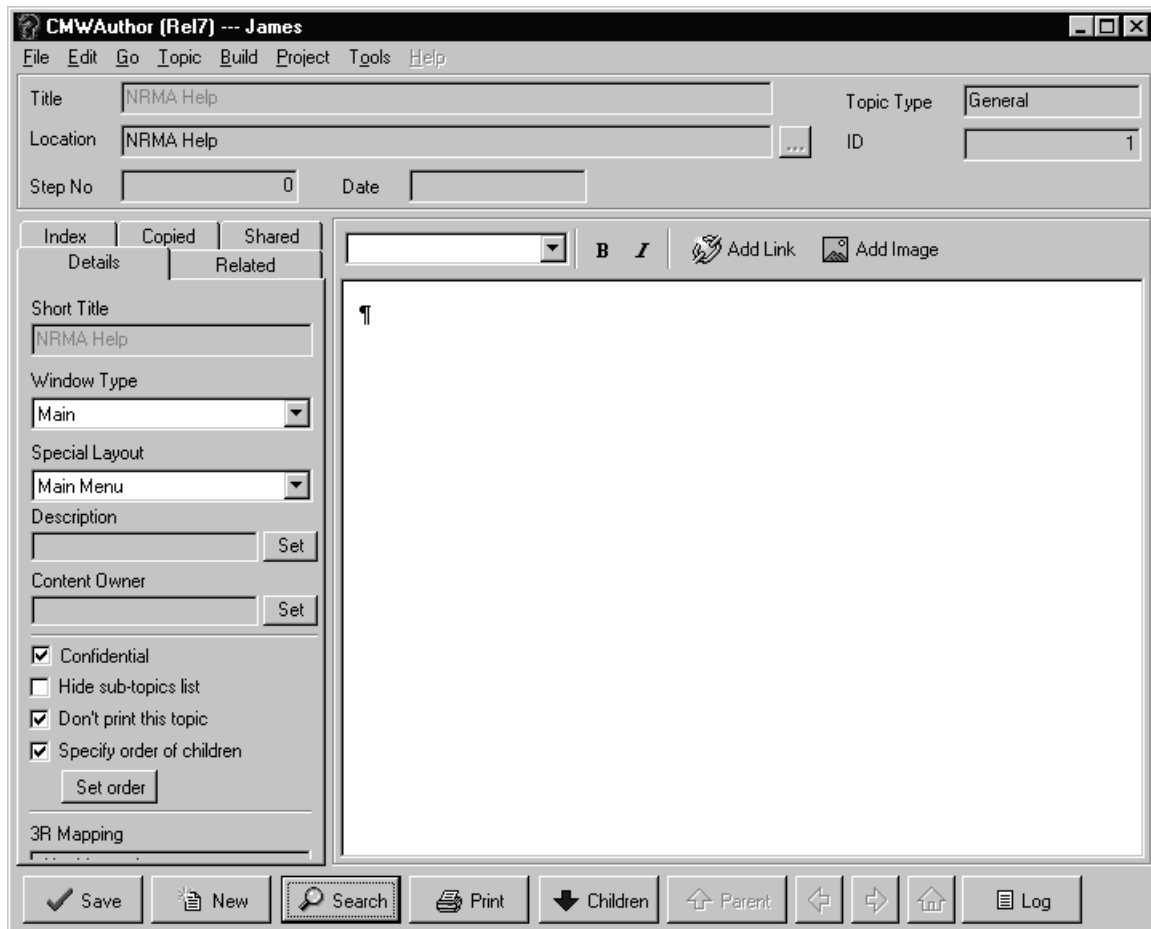 CMWAuthor (Rel7) --- James
File Edit Go Topic Build Project Tools Help
Title NRMA Help Topic Type General
Location NRMA Help ... ID 1
Step No 0 Date
Index Copied Shared
Details Related
B I Add Link Add Image
Short Title
NRMA Help
¶
Window Type
Main
Special Layout
Main Menu
Description
Set
Content Owner
Set
Confidential
Hide sub-topics list
Don't print this topic
Specify order of children
Set order
3R Mapping
Save New Search Print Children Parent Log